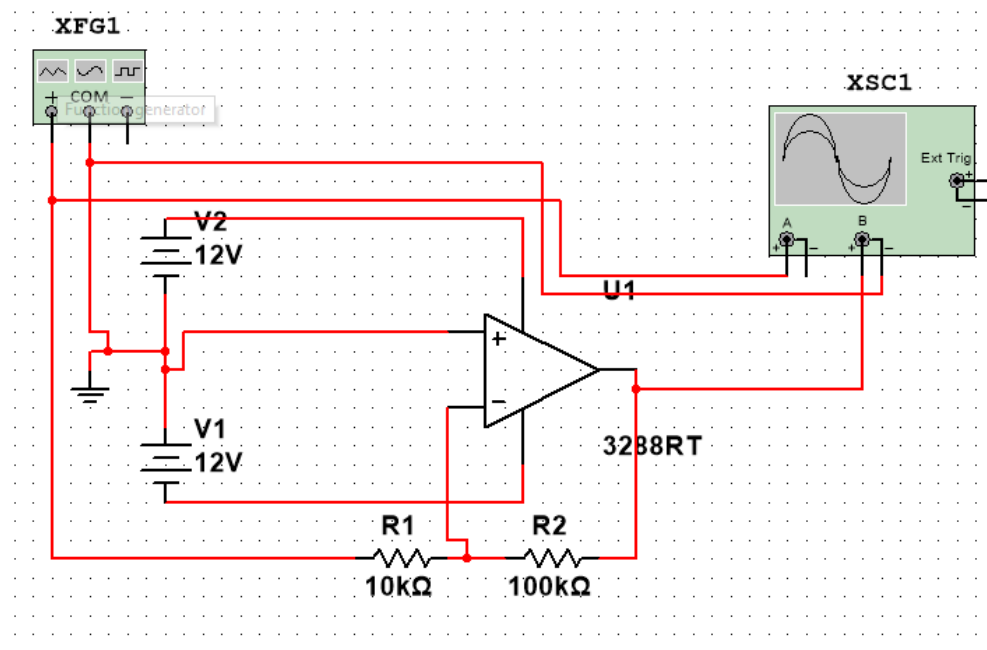 XFG1
+ COM −
Function generator
XSC1
Ext Trig
+
−
A
B
+ − + −
V2
12V
U1
+
−
V1
12V
3288RT
R1
10kΩ
R2
100kΩ